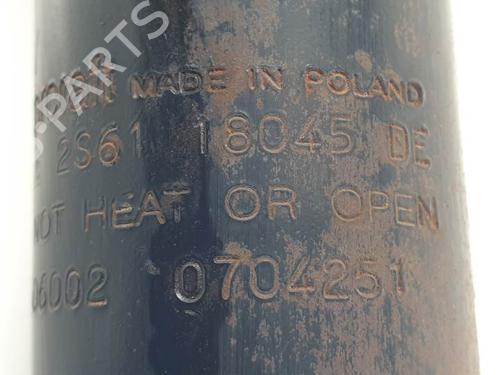 MADE IN POLAND
2S61 18045 DE
NOT HEAT OR OPEN
06002 0704251